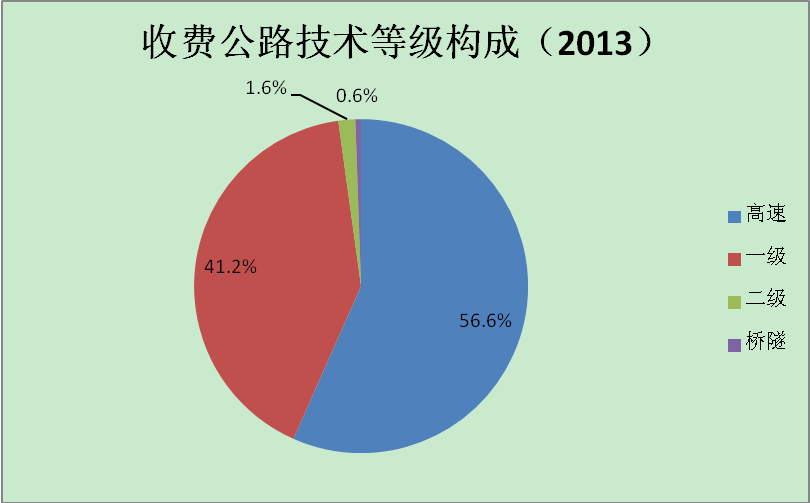 收费公路技术等级构成（2013）
1.6%
0.6%
41.2%
56.6%
高速
一级
二级
桥隧